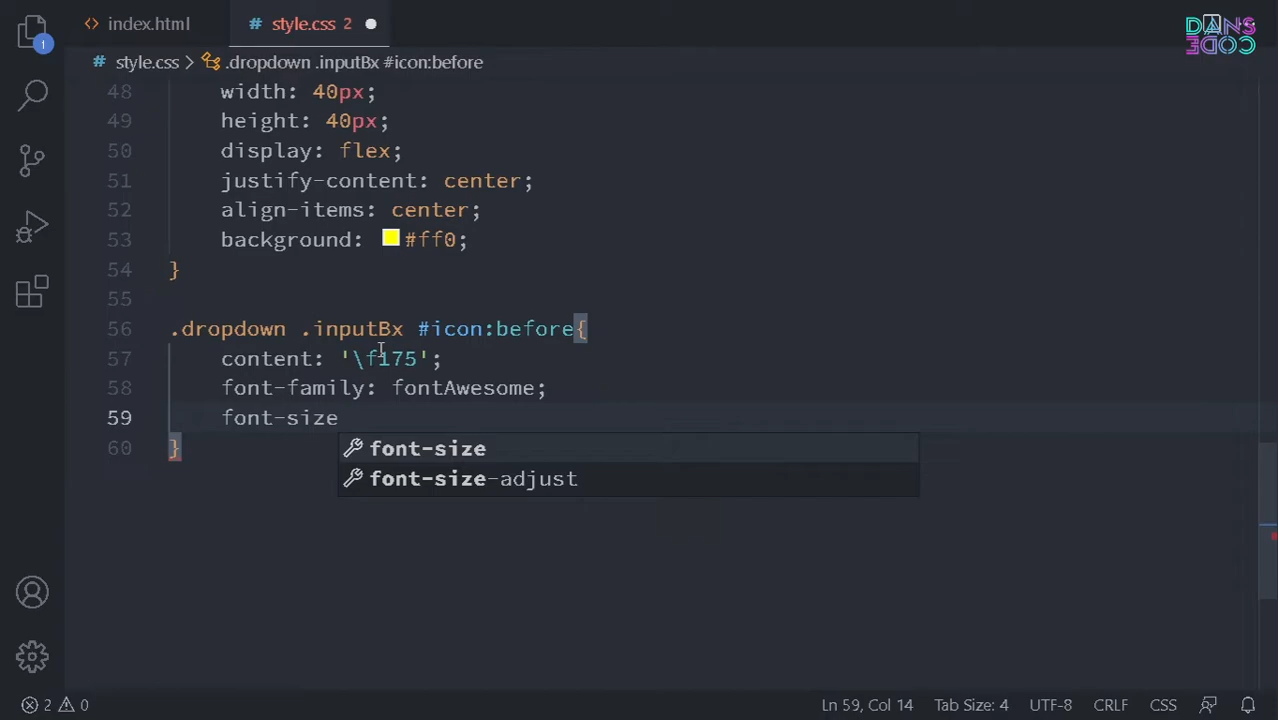 index.html
# style.css 2
DANS CODE
# style.css > .dropdown .inputBx #icon:before
1
48 width: 40px;
49 height: 40px;
50 display: flex;
51 justify-content: center;
52 align-items: center;
53 background: #ff0;
54 }
55
56 .dropdown .inputBx #icon:before{
57 content: '\f175';
58 font-family: fontAwesome;
59 font-size
font-size
60 }
font-size-adjust
2 0 Ln 59, Col 14 Tab Size: 4 UTF-8 CRLF CSS